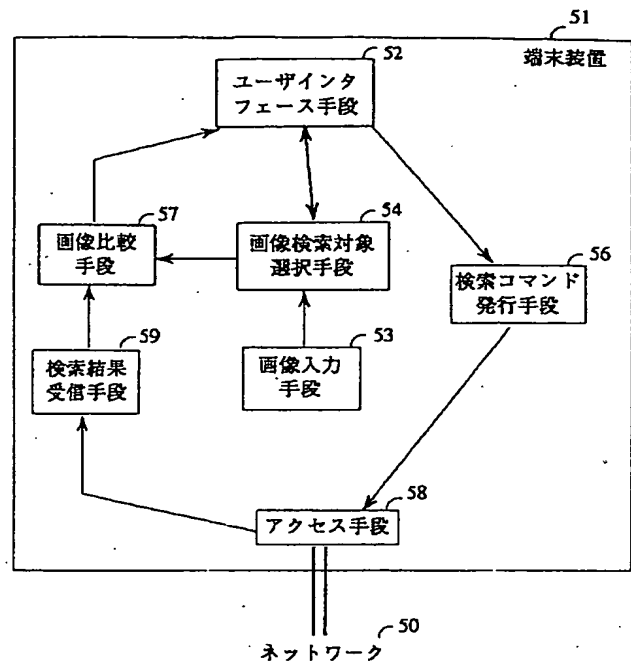 51
端末装置
52
ユーザインタ
フェース手段
57
画像比較
手段
54
画像検索対象
選択手段
56
検索コマンド
発行手段
59
検索結果
受信手段
53
画像入力
手段
58
アクセス手段
50
ネットワーク